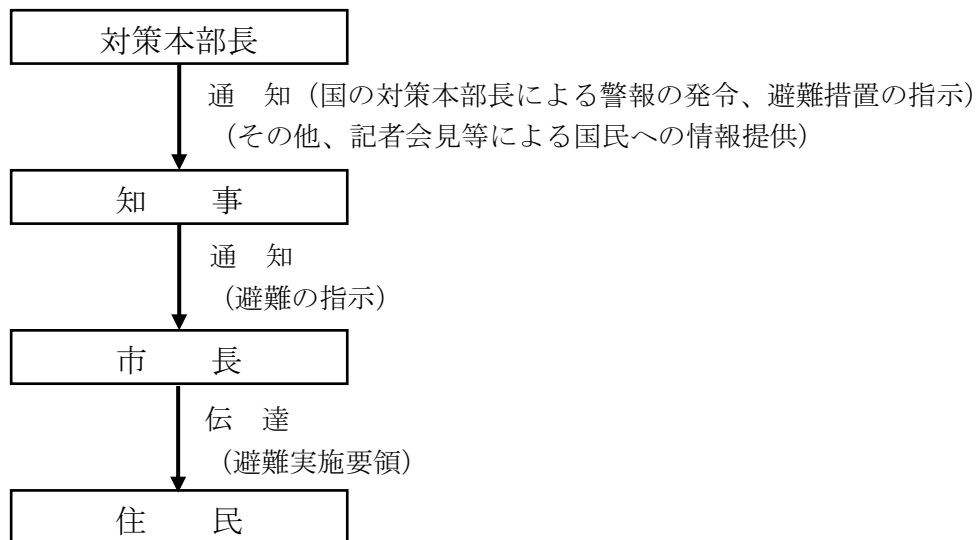 対策本部長
通　知（国の対策本部長による警報の発令、避難措置の指示）
（その他、記者会見等による国民への情報提供）
知　　事
通　知
（避難の指示）
市　　長
伝　達
（避難実施要領）
住　　民